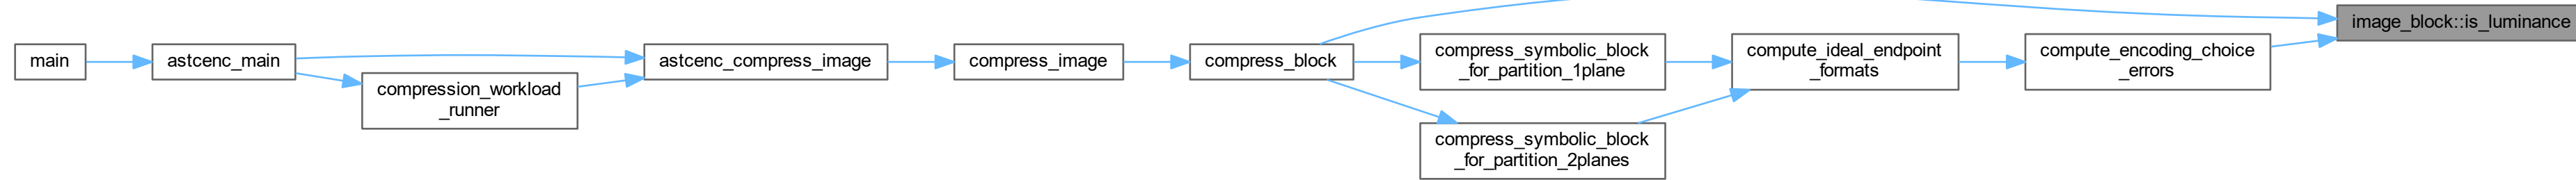 main
astcenc_main
compression_workload
_runner
astcenc_compress_image
compress_image
compress_block
compress_symbolic_block
_for_partition_1plane
compress_symbolic_block
_for_partition_2planes
compute_ideal_endpoint
_formats
compute_encoding_choice
_errors
image_block::is_luminance